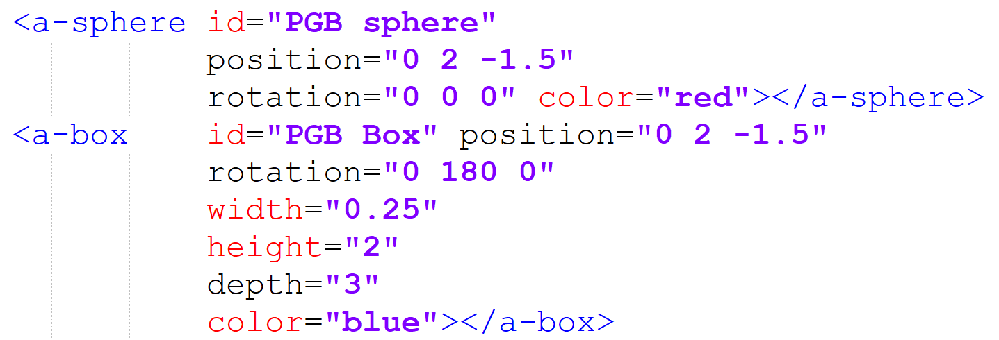 <a-sphere id="PGB sphere"
position="0 2 -1.5"
rotation="0 0 0" color="red"></a-sphere>
<a-box id="PGB Box" position="0 2 -1.5"
rotation="0 180 0"
width="0.25"
height="2"
depth="3"
color="blue"></a-box>